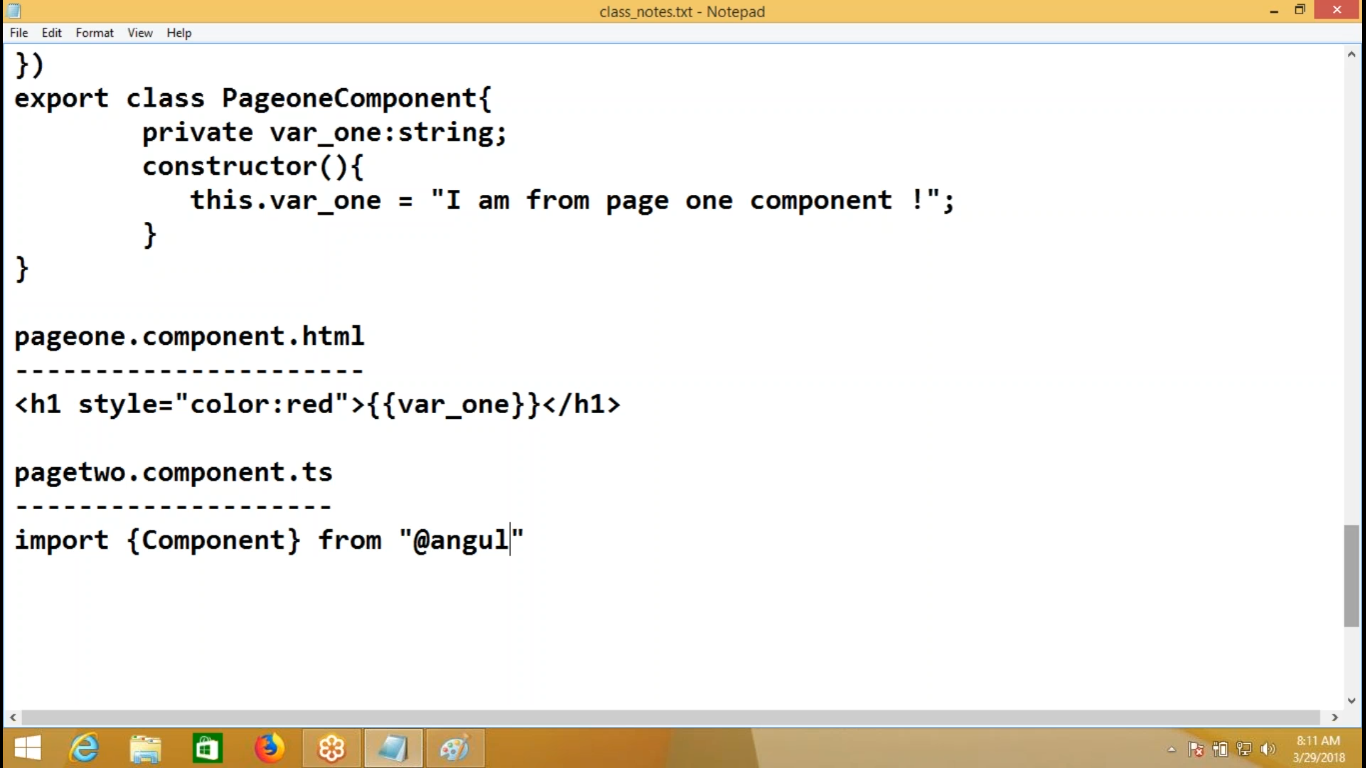 class_notes.txt - Notepad
File Edit Format View Help
})
export class PageoneComponent{
private var_one:string;
constructor(){
this.var_one = "I am from page one component !";
}
}
pageone.component.html
----------------------
<h1 style="color:red">{{var_one}}</h1>
pagetwo.component.ts
--------------------
import {Component} from "@angul"
8:11 AM
3/29/2018